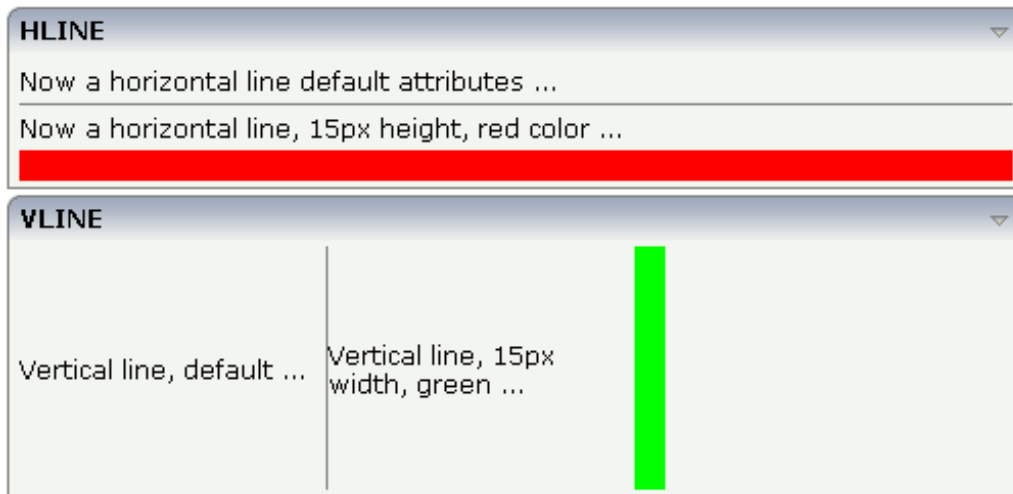 HLINE
Now a horizontal line default attributes ...
Now a horizontal line, 15px height, red color ...
VLINE
Vertical line, default ...
Vertical line, 15px
width, green ...